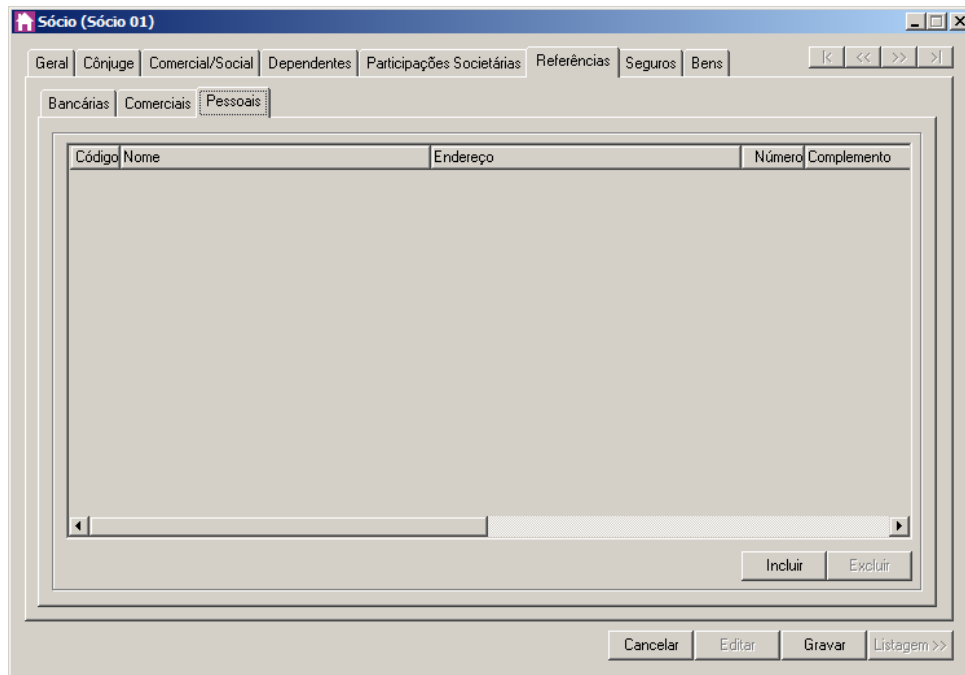 Sócio (Sócio 01)
Geral Cônjuge Comercial/Social Dependentes Participações Societárias Referências Seguros Bens |< << >> >|
Bancárias Comerciais Pessoais
Código Nome Endereço Número Complemento
Incluir Excluir
Cancelar Editar Gravar Listagem >>